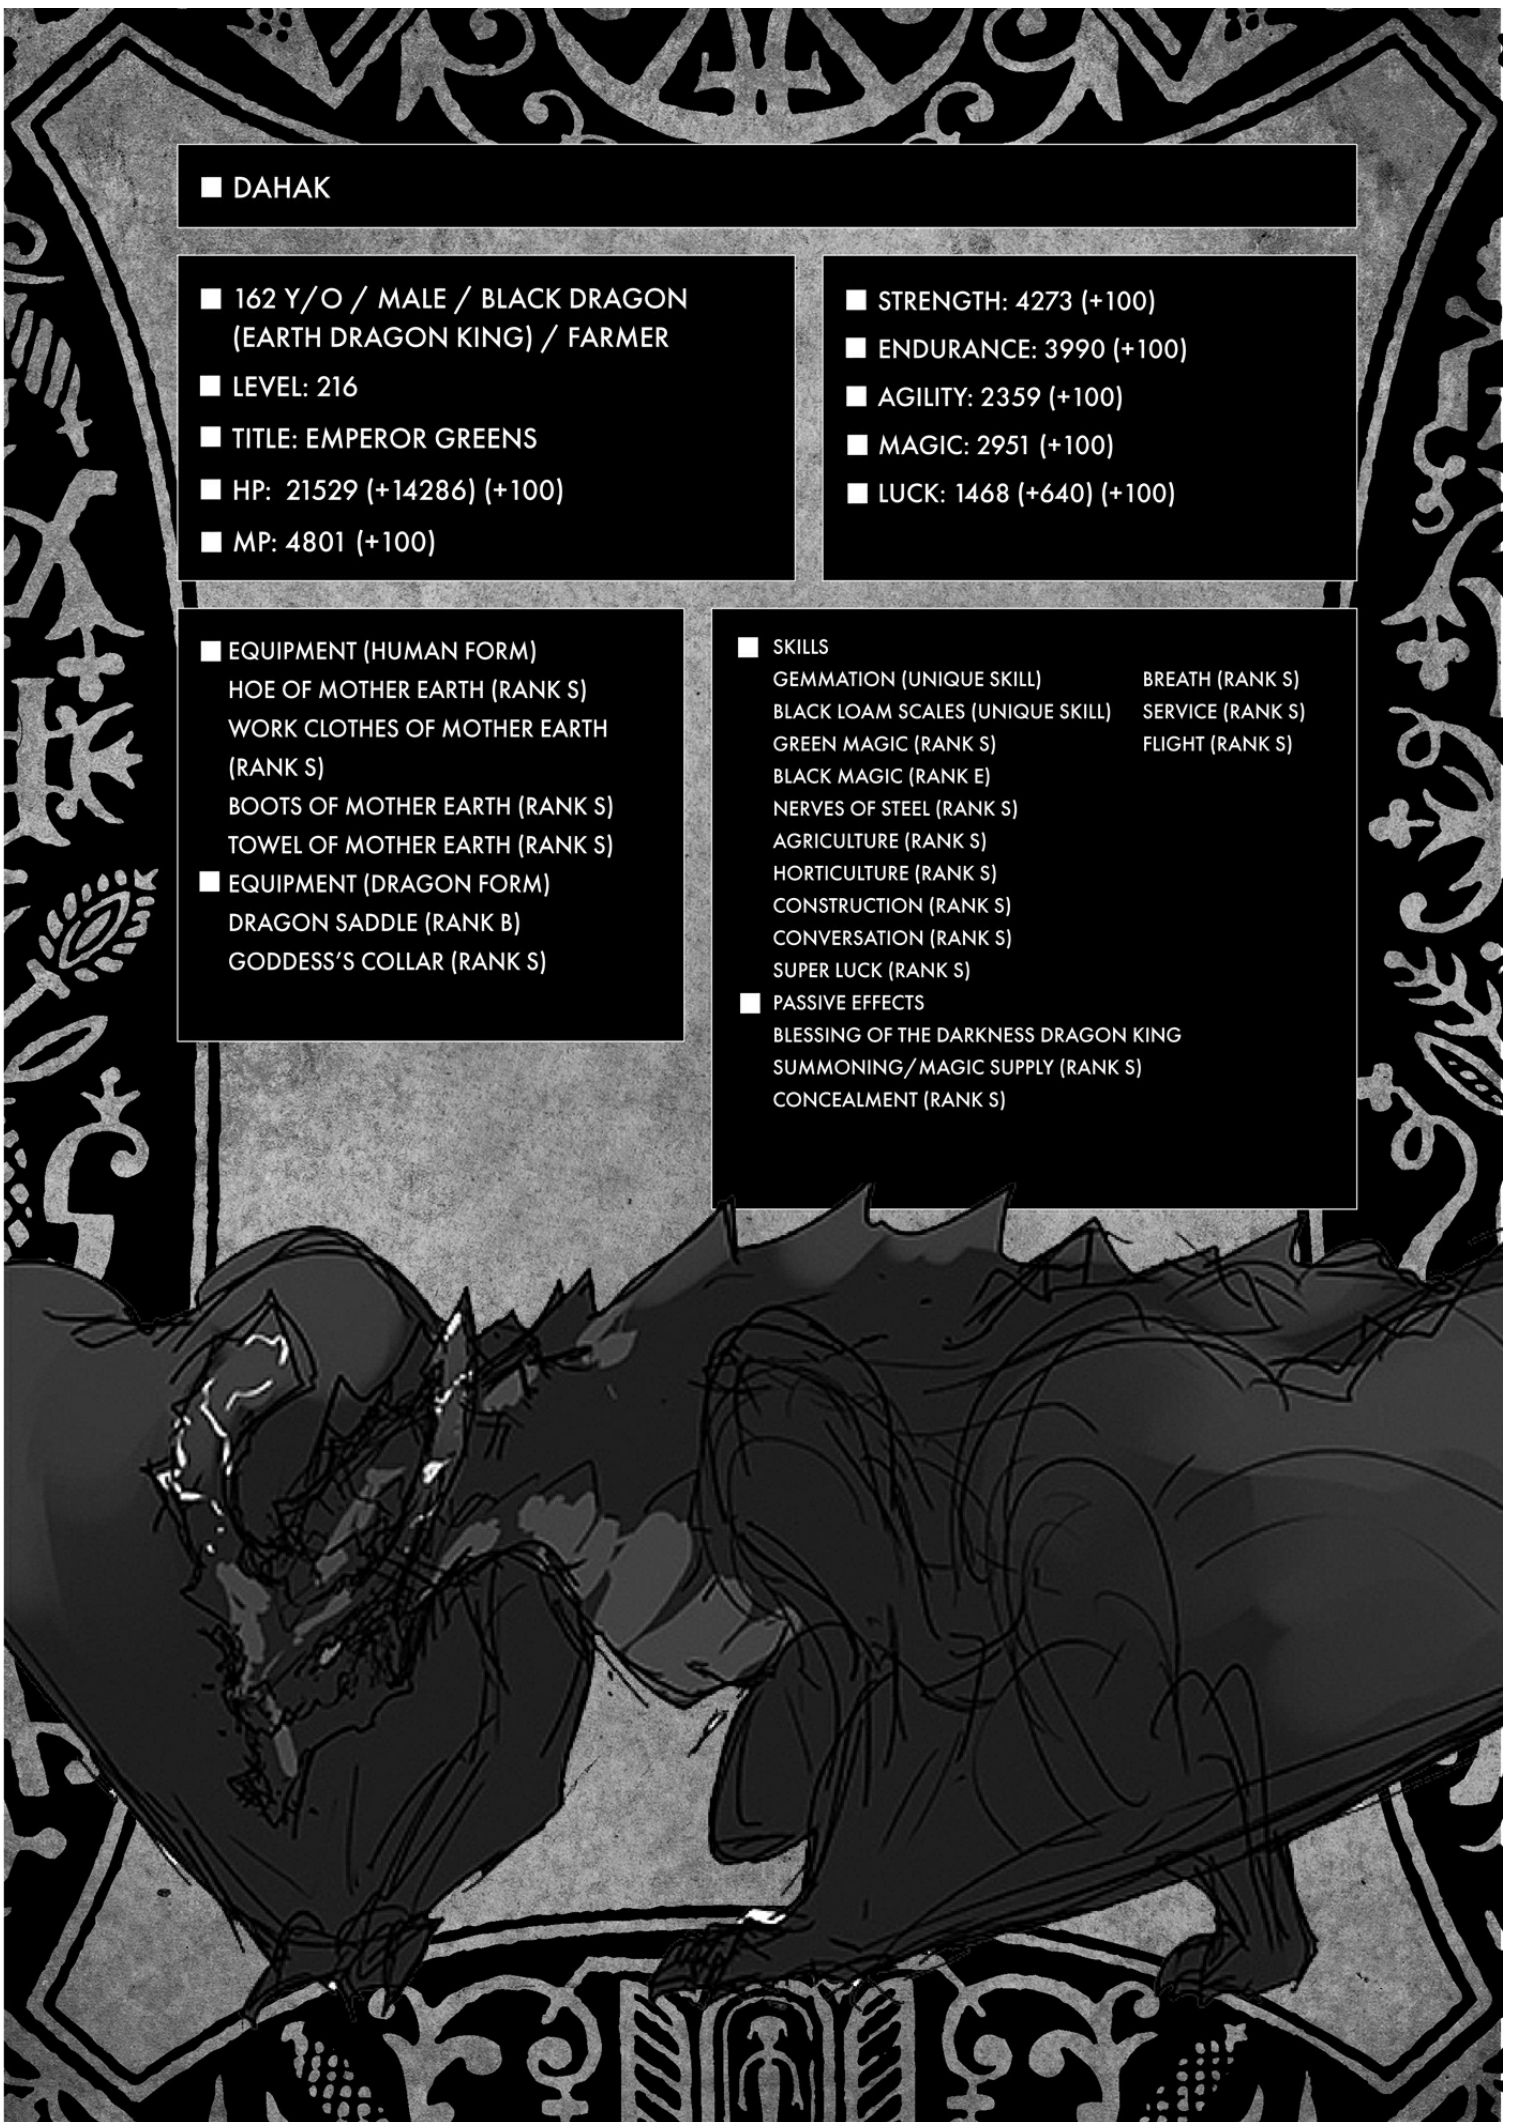 DAHAK
162 Y/O / MALE / BLACK DRAGON
(EARTH DRAGON KING) / FARMER
LEVEL: 216
TITLE: EMPEROR GREENS
HP: 21529 (+14286) (+100)
MP: 4801 (+100)
STRENGTH: 4273 (+100)
ENDURANCE: 3990 (+100)
AGILITY: 2359 (+100)
MAGIC: 2951 (+100)
LUCK: 1468 (+640) (+100)
EQUIPMENT (HUMAN FORM)
HOE OF MOTHER EARTH (RANK S)
WORK CLOTHES OF MOTHER EARTH
(RANK S)
BOOTS OF MOTHER EARTH (RANK S)
TOWEL OF MOTHER EARTH (RANK S)
EQUIPMENT (DRAGON FORM)
DRAGON SADDLE (RANK B)
GODDESS'S COLLAR (RANK S)
SKILLS
GEMMATION (UNIQUE SKILL)
BLACK LOAM SCALES (UNIQUE SKILL)
GREEN MAGIC (RANK S)
BLACK MAGIC (RANK E)
NERVES OF STEEL (RANK S)
AGRICULTURE (RANK S)
HORTICULTURE (RANK S)
CONSTRUCTION (RANK S)
CONVERSATION (RANK S)
SUPER LUCK (RANK S)
BREATH (RANK S)
SERVICE (RANK S)
FLIGHT (RANK S)
PASSIVE EFFECTS
BLESSING OF THE DARKNESS DRAGON KING
SUMMONING/MAGIC SUPPLY (RANK S)
CONCEALMENT (RANK S)